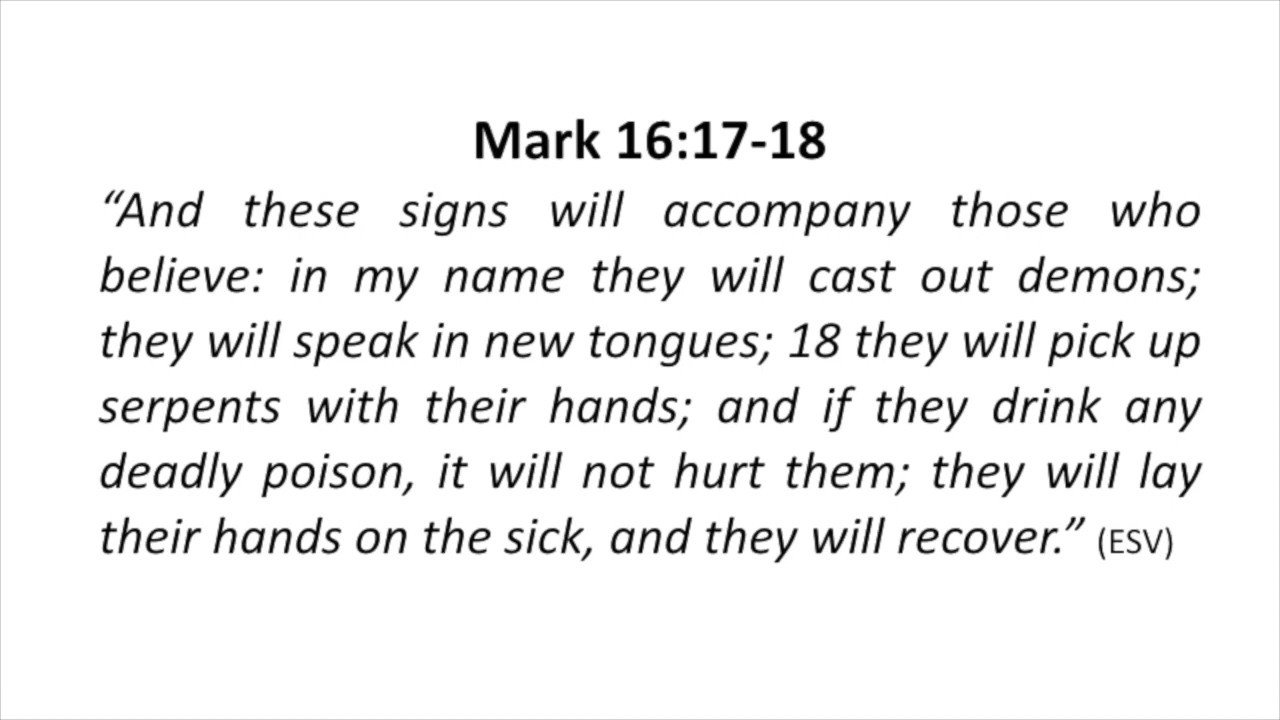 Mark 16:17-18
“And these signs will accompany those who
believe: in my name they will cast out demons;
they will speak in new tongues; 18 they will pick up
serpents with their hands; and if they drink any
deadly poison, it will not hurt them; they will lay
their hands on the sick, and they will recover.” (ESV)